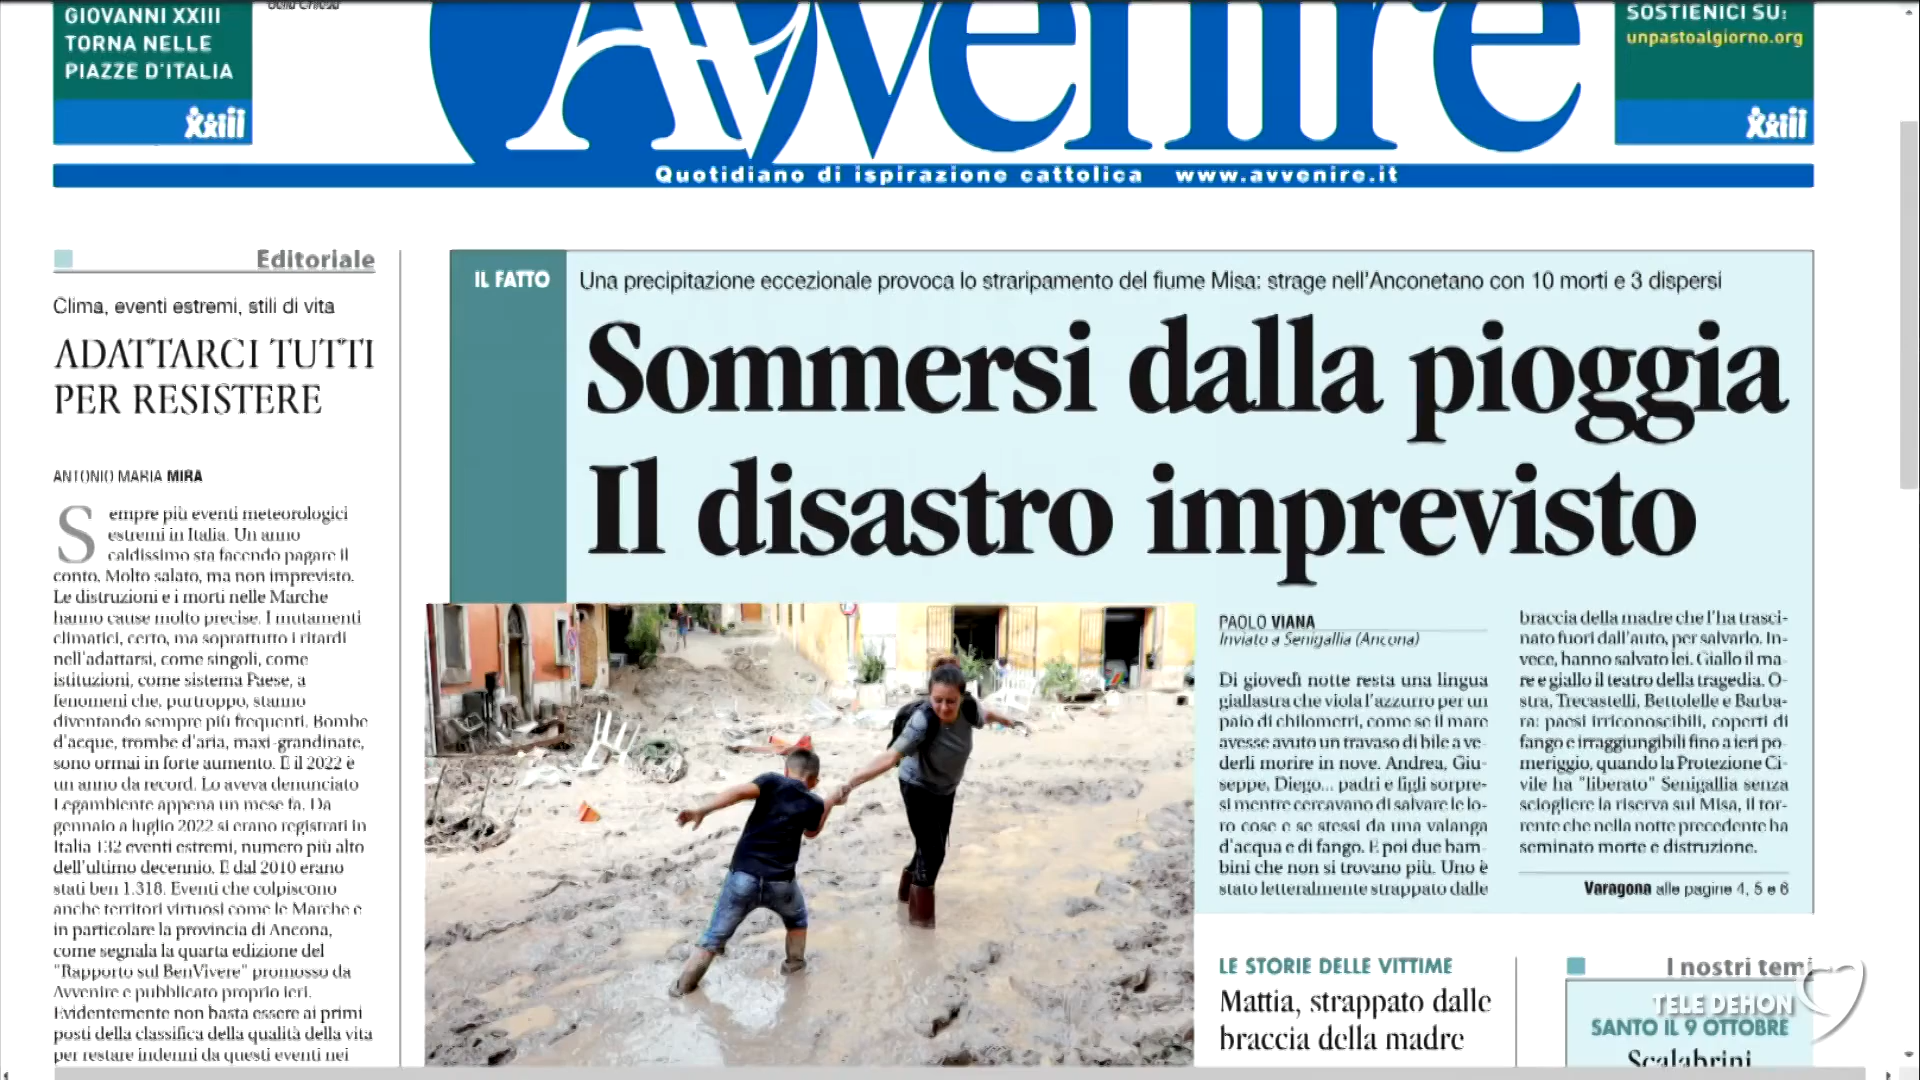 GIOVANNI XXIII
TORNA NELLE
PIAZZE D'ITALIA
xxiii
Avvenire
SOSTIENICI SU:
unpastoalgiorno.org
xxiii
Quotidiano di ispirazione cattolica www.avvenire.it
Editoriale
Clima, eventi estremi, stili di vita
ADATTARCI TUTTI
PER RESISTERE
ANTONIO MARIA MIRA
Sempre più eventi meteorologici
estremi in Italia. Un anno
caldissimo sta facendo pagare il
conto. Molto salato, ma non imprevisto.
Le distruzioni e i morti nelle Marche
hanno cause molto precise. I mutamenti
climatici, certo, ma soprattutto i ritardi
nell'adattarsi, come singoli, come
istituzioni, come sistema Paese, a
fenomeni che, purtroppo, stanno
diventando sempre più frequenti. Bombe
d'acque, trombe d'aria, maxi-grandinate,
sono ormai in forte aumento. E il 2022 è
un anno da record. Lo aveva denunciato
Legambiente appena un mese fa. Da
gennaio a luglio 2022 si erano registrati in
Italia 132 eventi estremi, numero più alto
dell'ultimo decennio. E dal 2010 erano
stati ben 1.318. Eventi che colpiscono
anche territori virtuosi come le Marche e
in particolare la provincia di Ancona,
come segnala la quarta edizione del
"Rapporto sul BenVivere" promosso da
Avvenire e pubblicato proprio ieri.
Evidentemente non basta essere ai primi
posti della classifica della qualità della vita
per restare indenni da questi eventi nei
IL FATTO
Una precipitazione eccezionale provoca lo straripamento del fiume Misa: strage nell'Anconetano con 10 morti e 3 dispersi
Sommersi dalla pioggia
Il disastro imprevisto
PAOLO VIANA
Inviato a Senigallia (Ancona)
Di giovedì notte resta una lingua
giallastra che viola l'azzurro per un
paio di chilometri, come se il mare
avesse avuto un travaso di bile a ve-
derli morire in nove. Andrea, Giu-
seppe, Diego... padri e figli sorpre-
si mentre cercavano di salvare le lo-
ro cose e se stessi da una valanga
d'acqua e di fango. E poi due bam-
bini che non si trovano più. Uno è
stato letteralmente strappato dalle
braccia della madre che l'ha trasci-
nato fuori dall'auto, per salvarlo. In-
vece, hanno salvato lei. Giallo il ma-
re e giallo il teatro della tragedia. O-
stra, Trecastelli, Bettolelle e Barba-
ra: paesi irriconoscibili, coperti di
fango e irraggiungibili fino a ieri po-
meriggio, quando la Protezione Ci-
vile ha "liberato" Senigallia senza
sciogliere la riserva sul Misa, il tor-
rente che nella notte precedente ha
seminato morte e distruzione.
Varagona alle pagine 4, 5 e 6
LE STORIE DELLE VITTIME
Mattia, strappato dalle
braccia della madre
I nostri temi
TELE DEHON
SANTO IL 9 OTTOBRE
Scalabrini